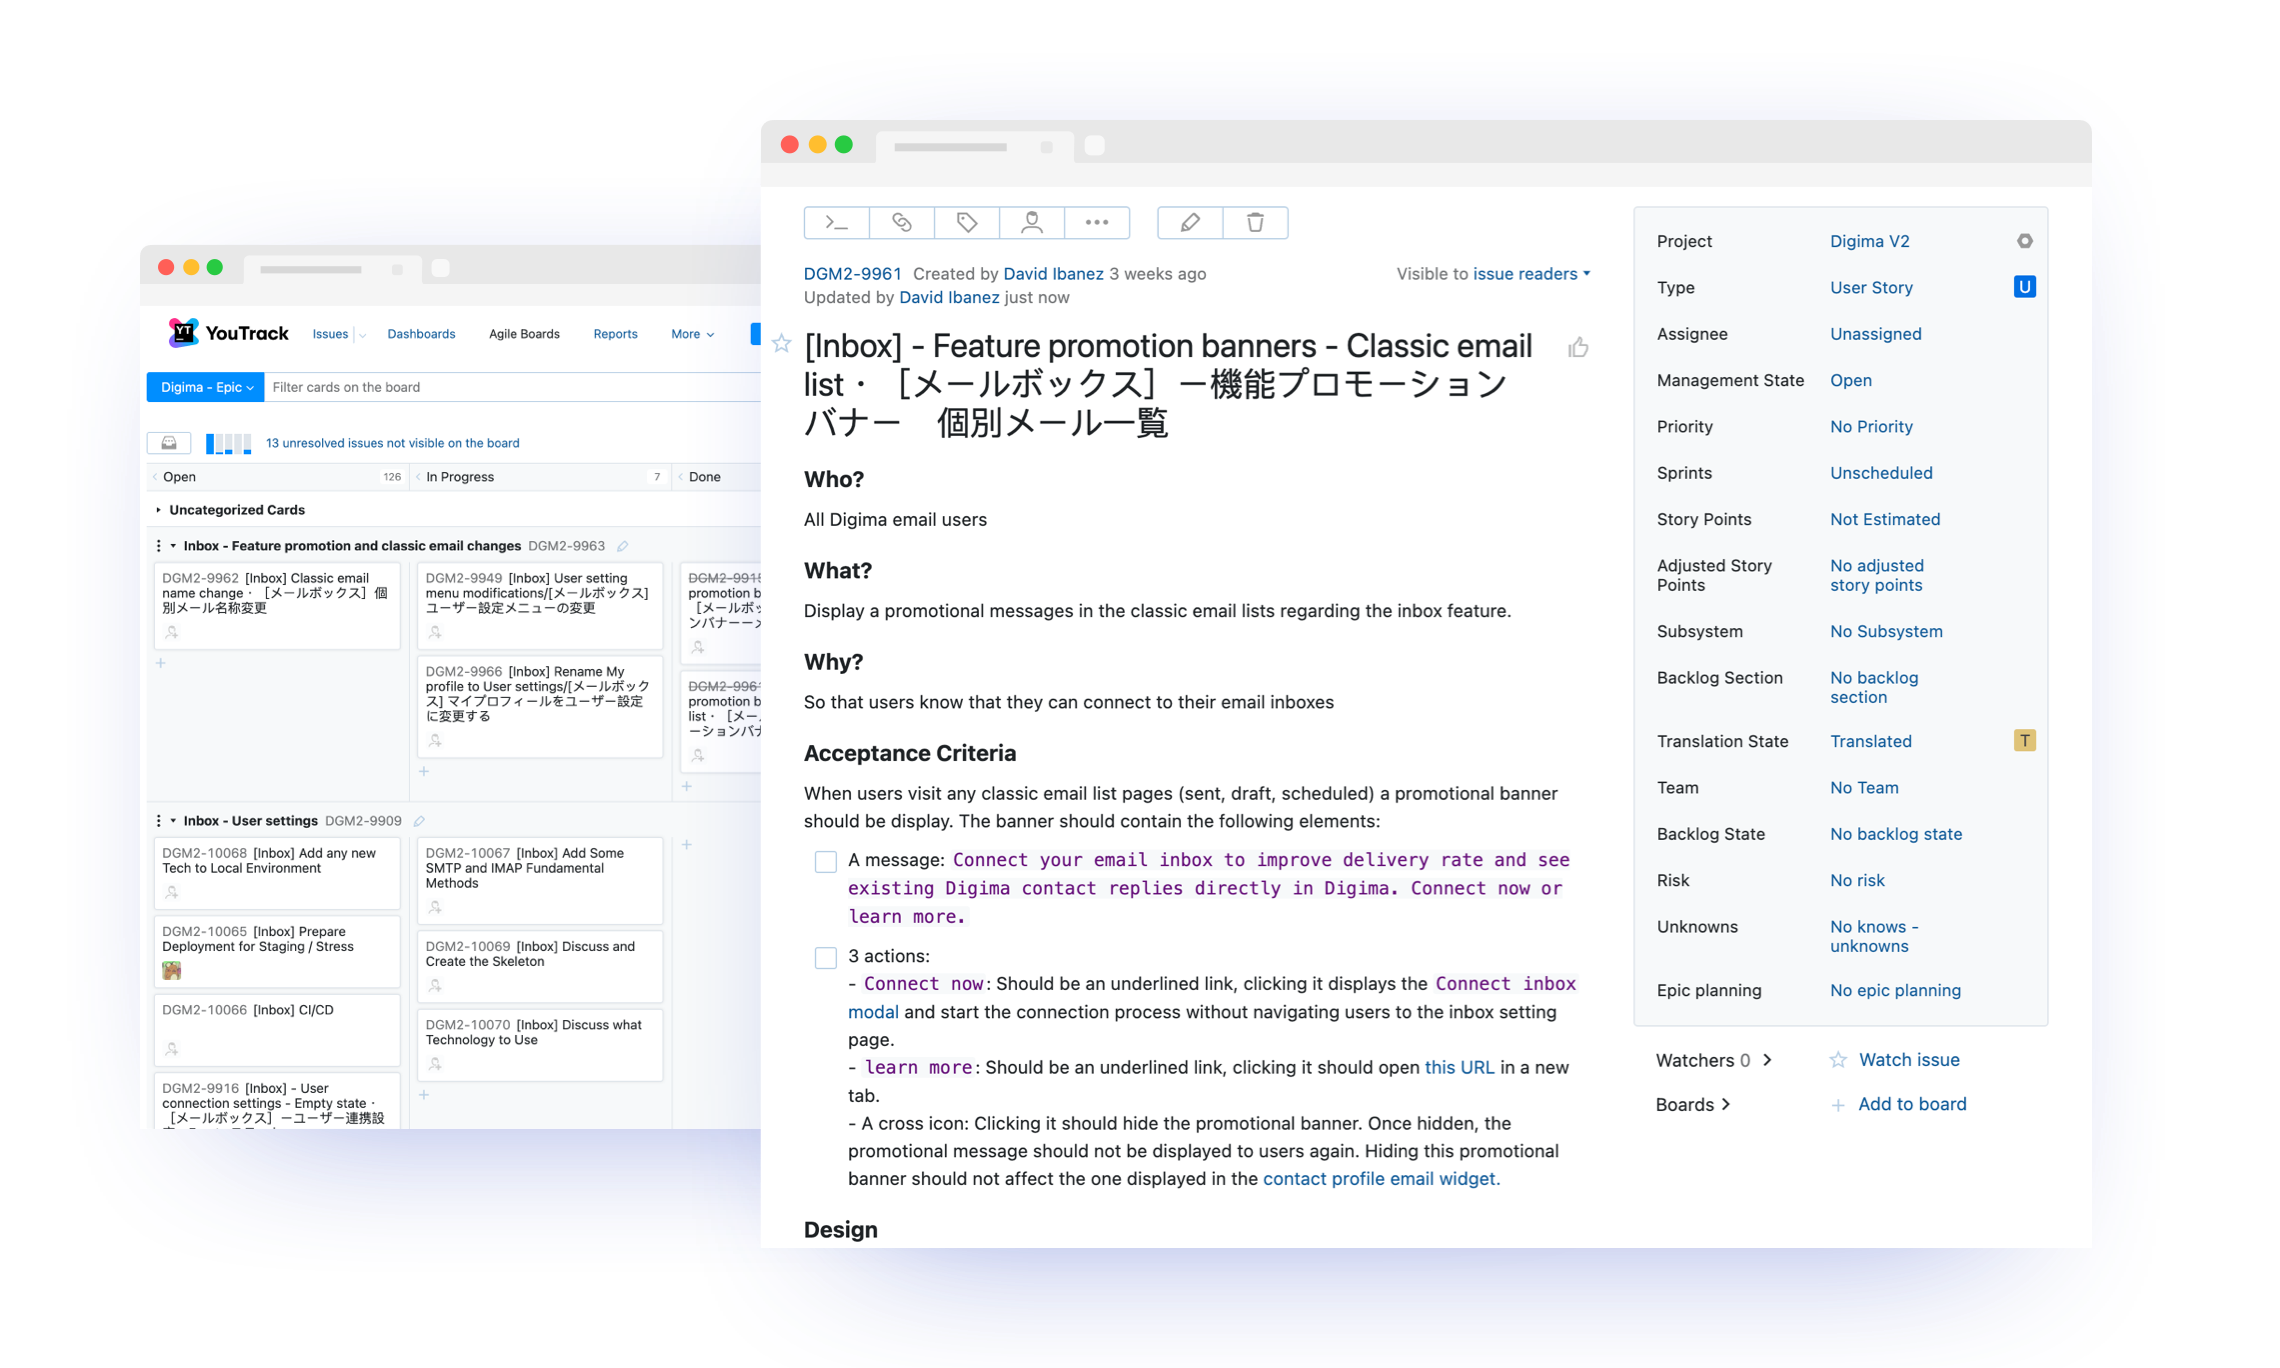 YouTrack
Issues
Dashboards
Agile Boards
Reports
More
Digima - Epic
Filter cards on the board
13 unresolved issues not visible on the board
Open 126
In Progress 7
Done
Uncategorized Cards
Inbox - Feature promotion and classic email changes DGM2-9963
DGM2-9962 [Inbox] Classic email
name change・［メールボックス］個
別メール名称変更
DGM2-9949 [Inbox] User setting
menu modifications/[メールボックス]
ユーザー設定メニューの変更
DGM2-9966 [Inbox] Rename My
profile to User settings/[メールボック
ス] マイプロフィールをユーザー設定
に変更する
DGM2-9915
promotion b
［メールボッ
ンバナーーメ
DGM2-9961
promotion b
list・［メー
ーションバナ
Inbox - User settings DGM2-9909
DGM2-10068 [Inbox] Add any new
Tech to Local Environment
DGM2-10065 [Inbox] Prepare
Deployment for Staging / Stress
DGM2-10066 [Inbox] CI/CD
DGM2-9916 [Inbox] - User
connection settings - Empty state・
［メールボックス］ーユーザー連携設
DGM2-10067 [Inbox] Add Some
SMTP and IMAP Fundamental
Methods
DGM2-10069 [Inbox] Discuss and
Create the Skeleton
DGM2-10070 [Inbox] Discuss what
Technology to Use
DGM2-9961 Created by David Ibanez 3 weeks ago
Visible to issue readers
Updated by David Ibanez just now
[Inbox] - Feature promotion banners - Classic email
list・［メールボックス］ー機能プロモーション
バナー　個別メール一覧
Who?
All Digima email users
What?
Display a promotional messages in the classic email lists regarding the inbox feature.
Why?
So that users know that they can connect to their email inboxes
Acceptance Criteria
When users visit any classic email list pages (sent, draft, scheduled) a promotional banner
should be display. The banner should contain the following elements:
A message: Connect your email inbox to improve delivery rate and see
existing Digima contact replies directly in Digima. Connect now or
learn more.
3 actions:
- Connect now: Should be an underlined link, clicking it displays the Connect inbox
modal and start the connection process without navigating users to the inbox setting
page.
- learn more: Should be an underlined link, clicking it should open this URL in a new
tab.
- A cross icon: Clicking it should hide the promotional banner. Once hidden, the
promotional message should not be displayed to users again. Hiding this promotional
banner should not affect the one displayed in the contact profile email widget.
Design
Project Digima V2
Type User Story U
Assignee Unassigned
Management State Open
Priority No Priority
Sprints Unscheduled
Story Points Not Estimated
Adjusted Story No adjusted
Points story points
Subsystem No Subsystem
Backlog Section No backlog
section
Translation State Translated T
Team No Team
Backlog State No backlog state
Risk No risk
Unknowns No knows -
unknowns
Epic planning No epic planning
Watchers 0 Watch issue
Boards Add to board